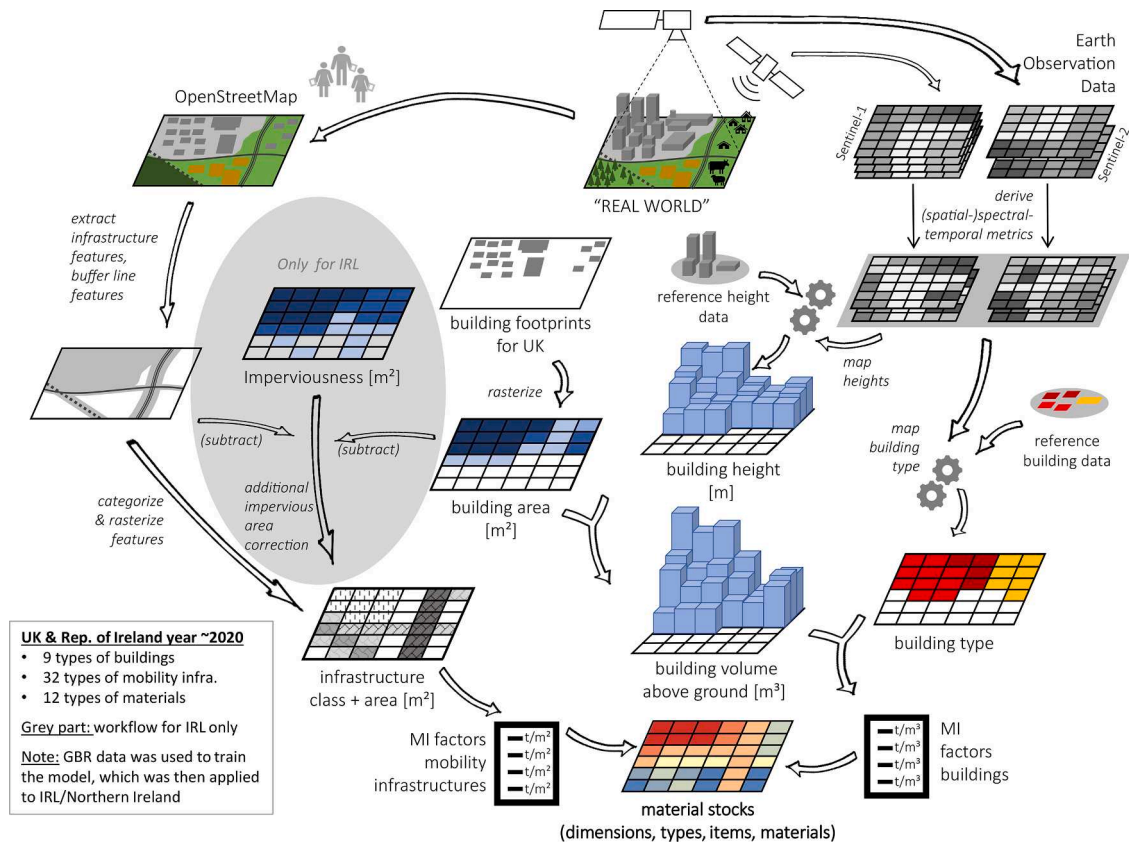 Earth
Observation
Data
OpenStreetMap
Sentinel-1
Sentinel-2
"REAL WORLD"
derive
(spatial-)spectral-
temporal metrics
extract
infrastructure
features,
buffer line
features
Only for IRL
reference height
data
building footprints
for UK
Imperviousness [m²]
map
heights
rasterize
(subtract)
(subtract)
map
building
type
reference
building data
building height
[m]
building area
[m²]
additional
impervious
area
correction
categorize
& rasterize
features
UK & Rep. of Ireland year ~2020
• 9 types of buildings
• 32 types of mobility infra.
• 12 types of materials
Grey part: workflow for IRL only
Note: GBR data was used to train
the model, which was then applied
to IRL/Northern Ireland
infrastructure
class + area [m²]
building volume
above ground [m³]
building type
MI factors
mobility
infrastructures
t/m²
t/m²
t/m²
t/m²
t/m³
t/m³
t/m³
t/m³
MI
factors
buildings
material stocks
(dimensions, types, items, materials)